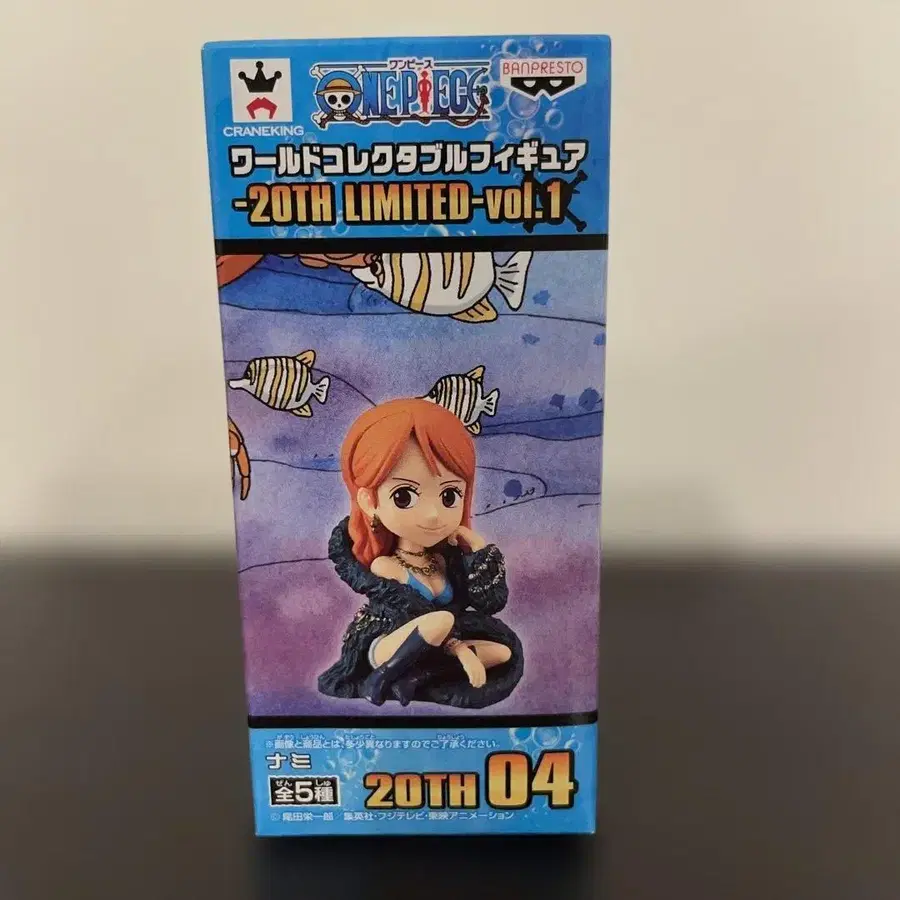 ワンピース
ONE PIECE
BANPRESTO
CRANEKING
ワールドコレクタブルフィギュア
-20TH LIMITED-vol.1
※画像と商品とは、多少異なりますのでご了承ください。
ナミ
ぜん しゅ
全5種
20TH 04
© 尾田栄一郎 集英社・フジテレビ・東映アニメーション